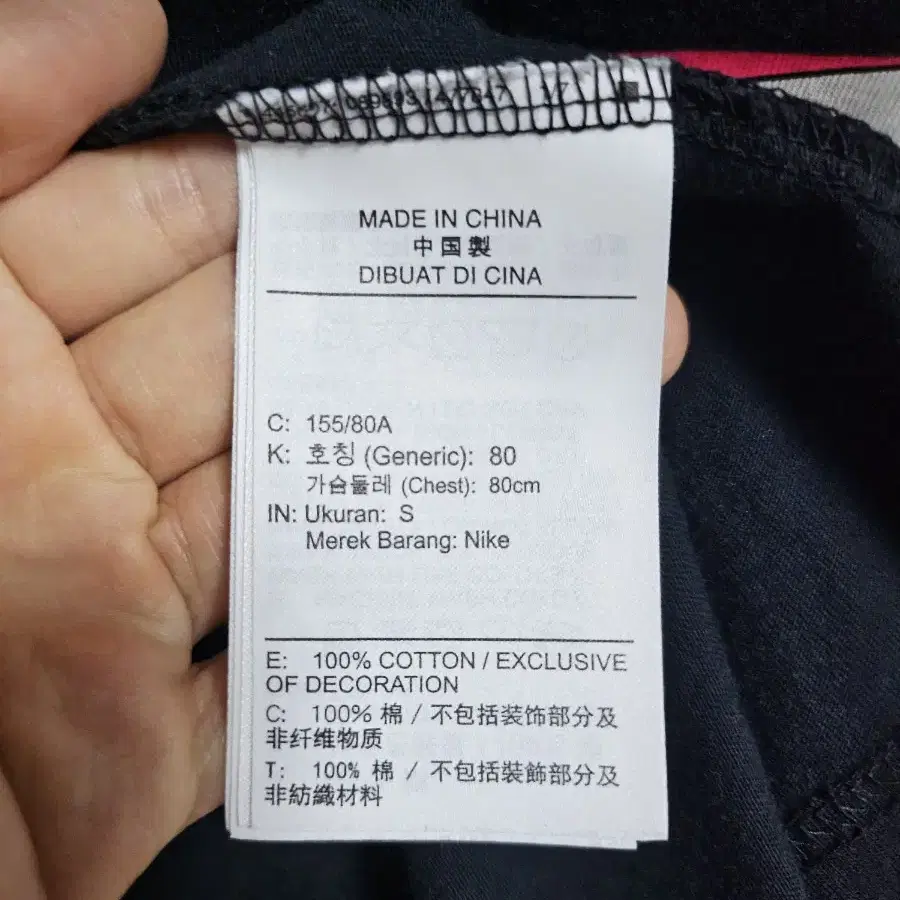 MADE IN CHINA
中国製
DIBUAT DI CINA
C: 155/80A
K: 호칭 (Generic): 80
가슴둘레 (Chest): 80cm
IN: Ukuran: S
Merek Barang: Nike
E: 100% COTTON / EXCLUSIVE
OF DECORATION
C: 100% 棉 / 不包括装饰部分及
非纤维物质
T: 100% 棉 / 不包括裝飾部分及
非紡織材料